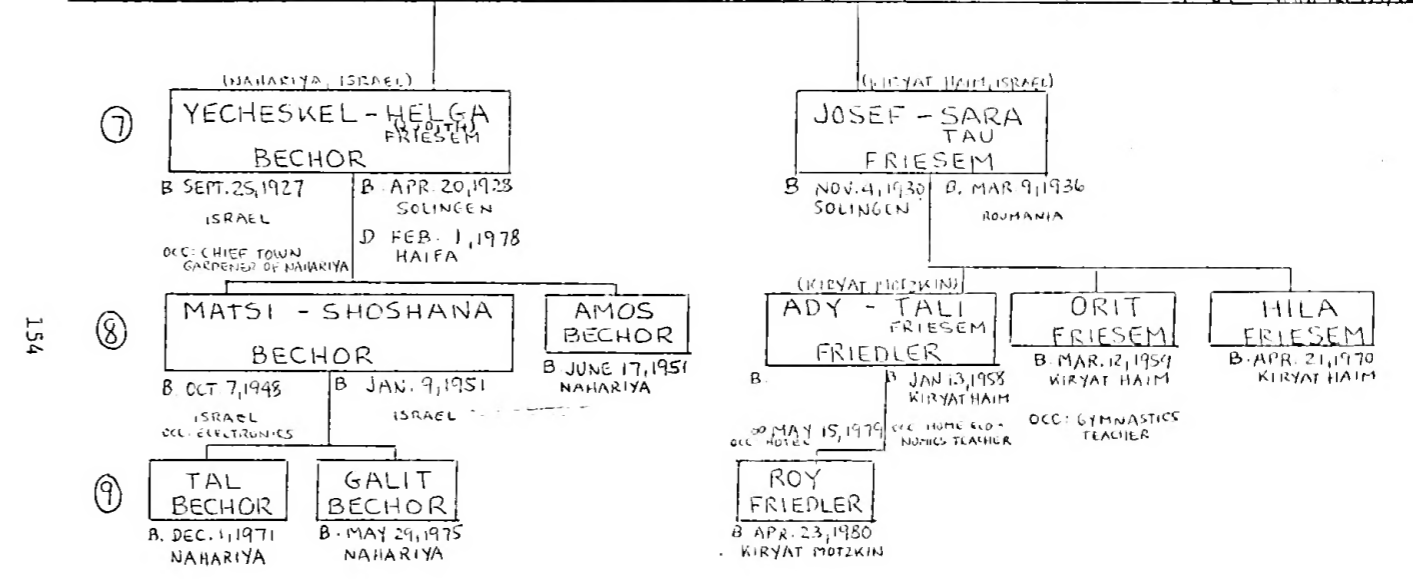 (NAHARIYA, ISRAEL)
(KIRYAT HAIM, ISRAEL)
7
YECHESKEL - HELGA
FRIESEM
BECHOR
B SEPT. 25, 1927
ISRAEL
B. APR. 20, 1928
SOLINGEN
D FEB. 1, 1978
HAIFA
OCC: CHIEF TOWN
GARDENER OF NAHARIYA
JOSEF - SARA
TAU
FRIESEM
B NOV. 4, 1930
SOLINGEN
B. MAR 9, 1936
ROUMANIA
154
8
MATSI - SHOSHANA
BECHOR
B. OCT 7, 1948
ISRAEL
OCC. ELECTRONICS
B JAN. 9, 1951
ISRAEL
AMOS
BECHOR
B JUNE 17, 1951
NAHARIYA
(KIRYAT MOTZKIN)
ADY - TALI
FRIESEM
FRIEDLER
B.
B JAN 13, 1958
KIRYAT HAIM
∞ MAY 15, 1979
OCC HOTEL
OCC HOME ECO-
NOMICS TEACHER
ORIT
FRIESEM
B. MAR. 12, 1959
KIRYAT HAIM
OCC: GYMNASTICS
TEACHER
HILA
FRIESEM
B. APR. 21, 1970
KIRYAT HAIM
9
TAL
BECHOR
B. DEC. 1, 1971
NAHARIYA
GALIT
BECHOR
B. MAY 29, 1975
NAHARIYA
ROY
FRIEDLER
B APR. 23, 1980
KIRYAT MOTZKIN